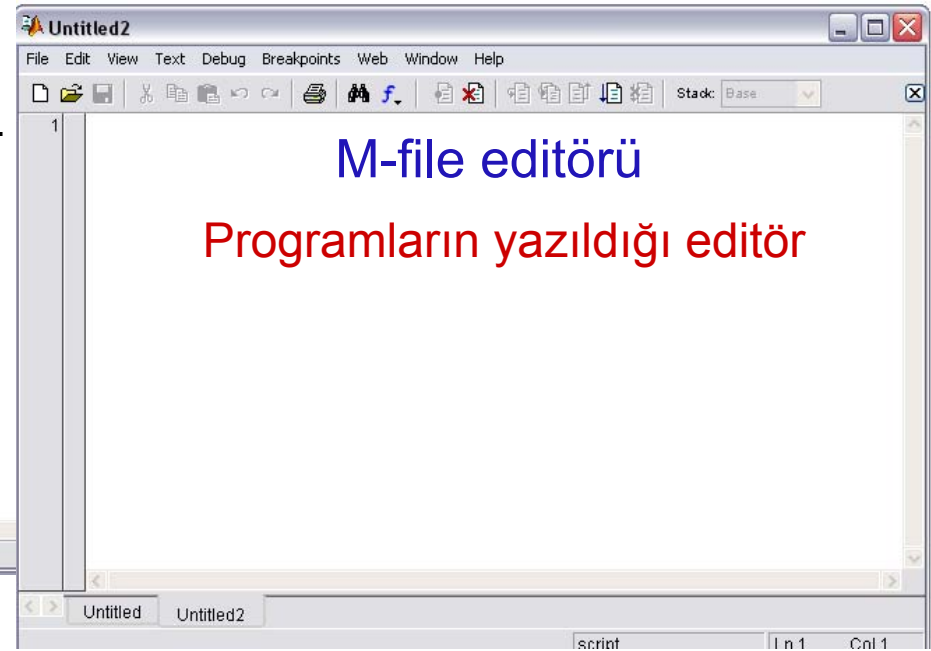 Untitled2
File Edit View Text Debug Breakpoints Web Window Help
Stack: Base
1
M-file editörü
Programların yazıldığı editör
Untitled Untitled2
script Ln 1 Col 1